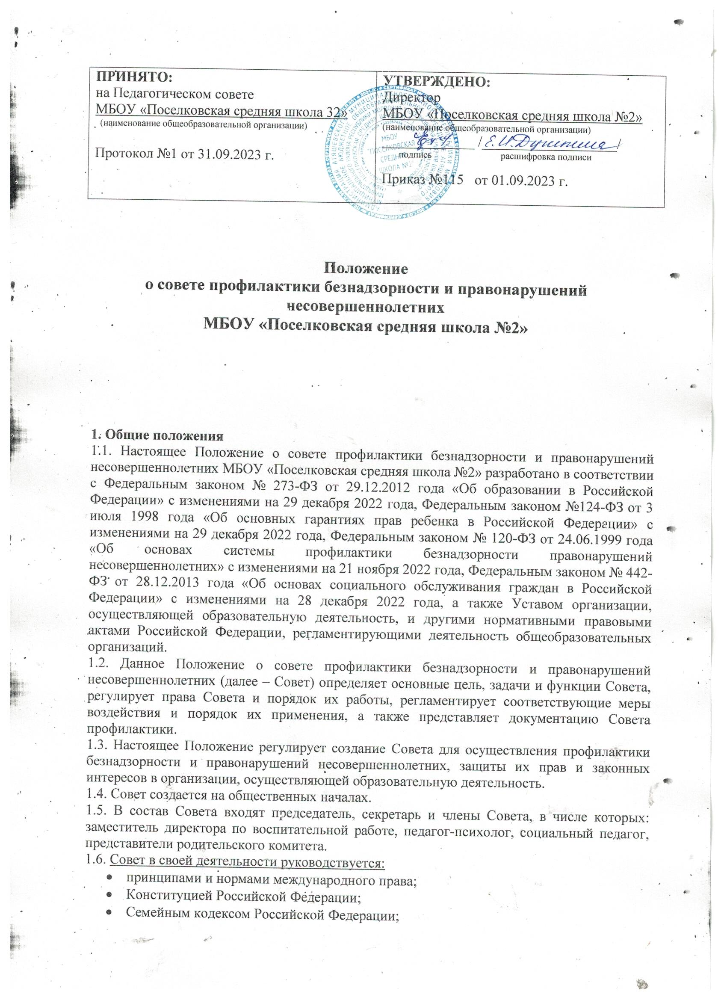 ПРИНЯТО:
на Педагогическом совете
МБОУ «Поселковская средняя школа 32»
(наименование общеобразовательной организации)
Протокол №1 от 31.09.2023 г.
УТВЕРЖДЕНО:
Директор
МБОУ «Поселковская средняя школа №2»
(наименование общеобразовательной организации)
/ Е.И. /
подпись расшифровка подписи
Приказ №115 от 01.09.2023 г.
МБОУ
"ПОСЕЛКОВСКАЯ
СРЕДНЯЯ
ШКОЛА №2"
Положение
о совете профилактики безнадзорности и правонарушений
несовершеннолетних
МБОУ «Поселковская средняя школа №2»
1. Общие положения
1.1. Настоящее Положение о совете профилактики безнадзорности и правонарушений
несовершеннолетних МБОУ «Поселковская средняя школа №2» разработано в соответствии
с Федеральным законом № 273-ФЗ от 29.12.2012 года «Об образовании в Российской
Федерации» с изменениями на 29 декабря 2022 года, Федеральным законом №124-ФЗ от 3
июля 1998 года «Об основных гарантиях прав ребенка в Российской Федерации» с
изменениями на 29 декабря 2022 года, Федеральным законом № 120-ФЗ от 24.06.1999 года
«Об основах системы профилактики безнадзорности правонарушений
несовершеннолетних» с изменениями на 21 ноября 2022 года, Федеральным законом № 442-
ФЗ от 28.12.2013 года «Об основах социального обслуживания граждан в Российской
Федерации» с изменениями на 28 декабря 2022 года, а также Уставом организации,
осуществляющей образовательную деятельность, и другими нормативными правовыми
актами Российской Федерации, регламентирующими деятельность общеобразовательных
организаций.
1.2. Данное Положение о совете профилактики безнадзорности и правонарушений
несовершеннолетних (далее – Совет) определяет основные цель, задачи и функции Совета,
регулирует права Совета и порядок их работы, регламентирует соответствующие меры
воздействия и порядок их применения, а также представляет документацию Совета
профилактики.
1.3. Настоящее Положение регулирует создание Совета для осуществления профилактики
безнадзорности и правонарушений несовершеннолетних, защиты их прав и законных
интересов в организации, осуществляющей образовательную деятельность.
1.4. Совет создается на общественных началах.
1.5. В состав Совета входят председатель, секретарь и члены Совета, в числе которых:
заместитель директора по воспитательной работе, педагог-психолог, социальный педагог,
представители родительского комитета.
1.6. Совет в своей деятельности руководствуется:
• принципами и нормами международного права;
• Конституцией Российской Федерации;
• Семейным кодексом Российской Федерации;